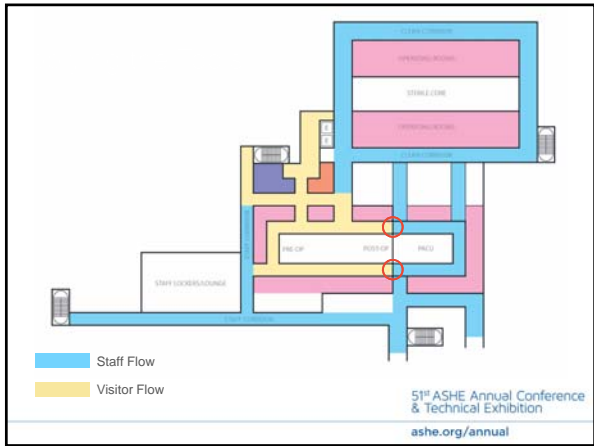 CLEAN CORRIDOR
OPERATING ROOMS
STERILE CORE
OPERATING ROOMS
CLEAN CORRIDOR
E
E
STAFF CORRIDOR
PRE OP
POST-OP
PACU
STAFF LOCKERS/LOUNGE
STAFF CORRIDOR
Staff Flow
Visitor Flow
51st ASHE Annual Conference
& Technical Exhibition
ashe.org/annual